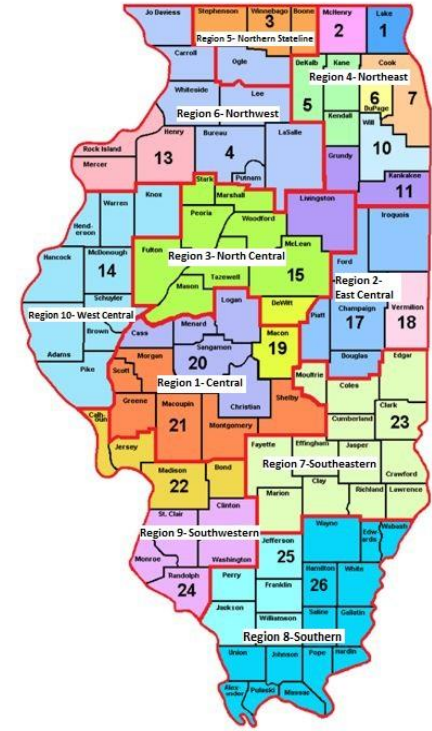 Jo Daviess
Stephenson
Winnebago
Boone
McHenry
Lake
3
2
1
Region 5- Northern Stateline
Carroll
Ogle
DeKalb
Kane
Cook
Region 4- Northeast
5
6
7
DuPage
Whiteside
Lee
Region 6- Northwest
Kendall
Will
10
Henry
Bureau
LaSalle
Rock Island
13
4
Grundy
Mercer
Putnam
Kankakee
11
Stark
Marshall
Knox
Warren
Peoria
Woodford
Livingston
Iroquois
Hend-
erson
Fulton
McLean
Hancock
McDonough
Region 3- North Central
Ford
14
Tazewell
15
Region 2-
East Central
Mason
Schuyler
Logan
DeWitt
Champaign
Vermilion
Region 10- West Central
Menard
Piatt
17
18
Brown
Cass
Macon
Adams
Sangamon
19
Morgan
20
Douglas
Edgar
Pike
Scott
Region 1- Central
Moultrie
Coles
Greene
Christian
Shelby
Clark
Macoupin
Cumberland
23
Calh-
oun
21
Montgomery
Jersey
Fayette
Effingham
Jasper
Crawford
Region 7-Southeastern
Madison
Bond
Clay
22
Marion
Richland
Lawrence
Clinton
St. Clair
Wayne
Wabash
Edw-
ards
Region 9- Southwestern
Jefferson
Monroe
Washington
25
Randolph
Perry
Hamilton
White
24
Franklin
26
Jackson
Williamson
Saline
Gallatin
Region 8-Southern
Union
Johnson
Pope
Hardin
Alex-
ander
Pulaski
Massac